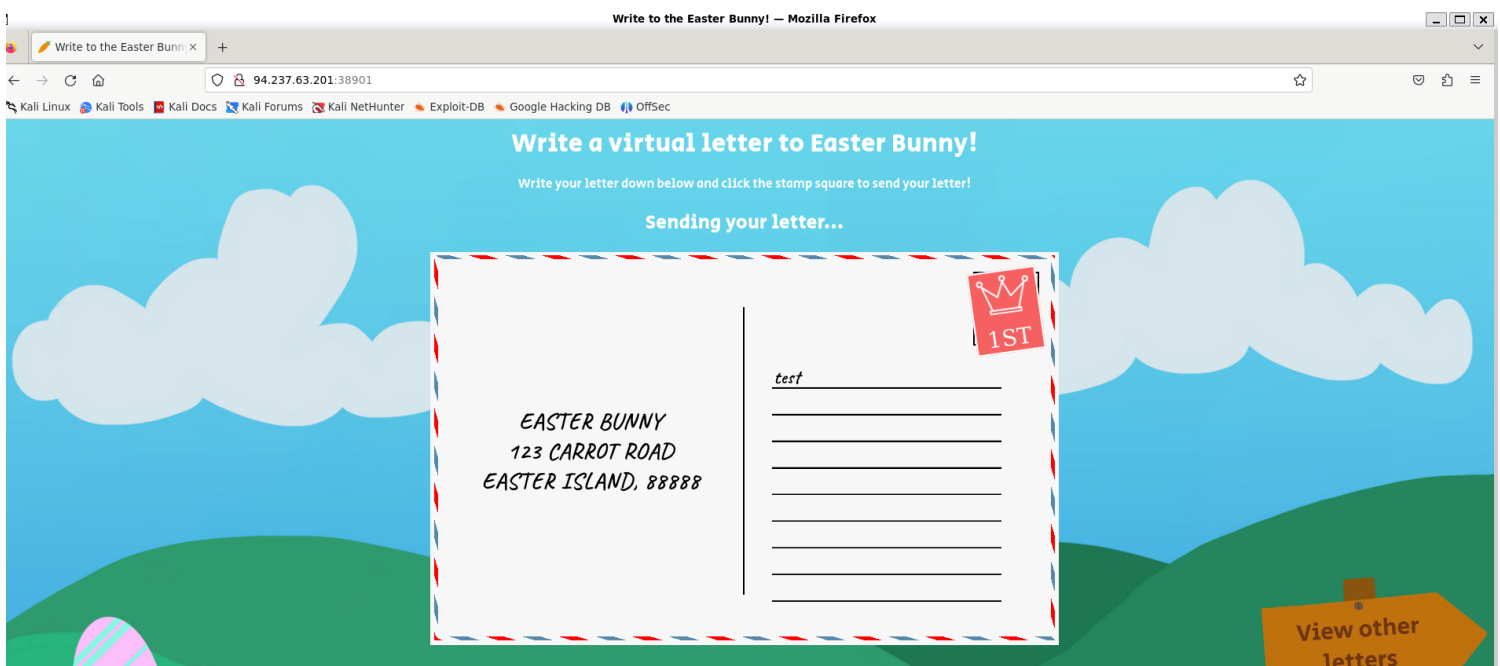 Write to the Easter Bunny! — Mozilla Firefox
Write to the Easter Bunn
94.237.63.201:38901
Kali Linux Kali Tools Kali Docs Kali Forums Kali NetHunter Exploit-DB Google Hacking DB OffSec
Write a virtual letter to Easter Bunny!
Write your letter down below and click the stamp square to send your letter!
Sending your letter...
1ST
test
EASTER BUNNY
123 CARROT ROAD
EASTER ISLAND, 88888
View other
letters